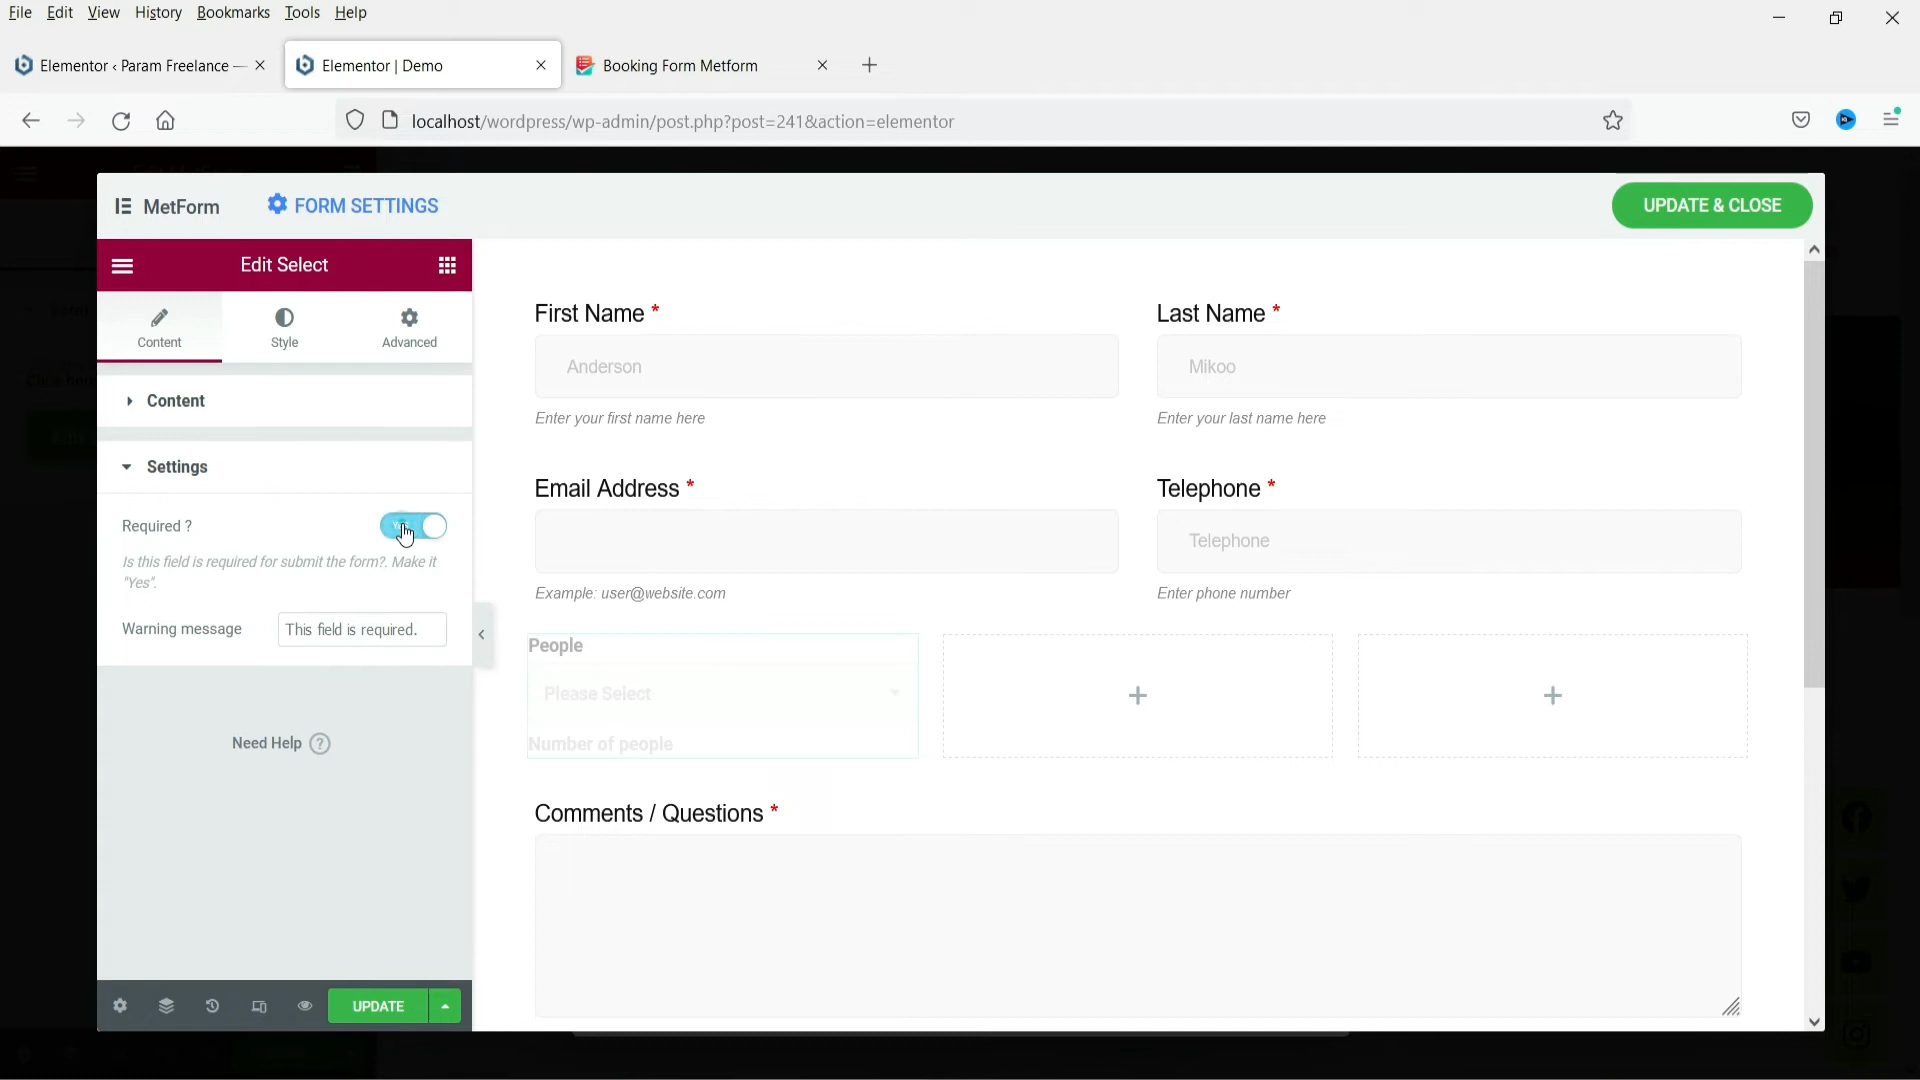 File Edit View History Bookmarks Tools Help
Elementor ‹ Param Freelance —
Elementor | Demo
Booking Form Metform
localhost/wordpress/wp-admin/post.php?post=241&action=elementor
MetForm
FORM SETTINGS
UPDATE & CLOSE
Edit Select
Content
Style
Advanced
Content
Settings
Required ?
YES
Is this field is required for submit the form?. Make it
"Yes".
Warning message
This field is required.
Need Help
?
UPDATE
First Name *
Anderson
Enter your first name here
Last Name *
Mikoo
Enter your last name here
Email Address *
Example: user@website.com
Telephone *
Telephone
Enter phone number
People
Please Select
Number of people
Comments / Questions *